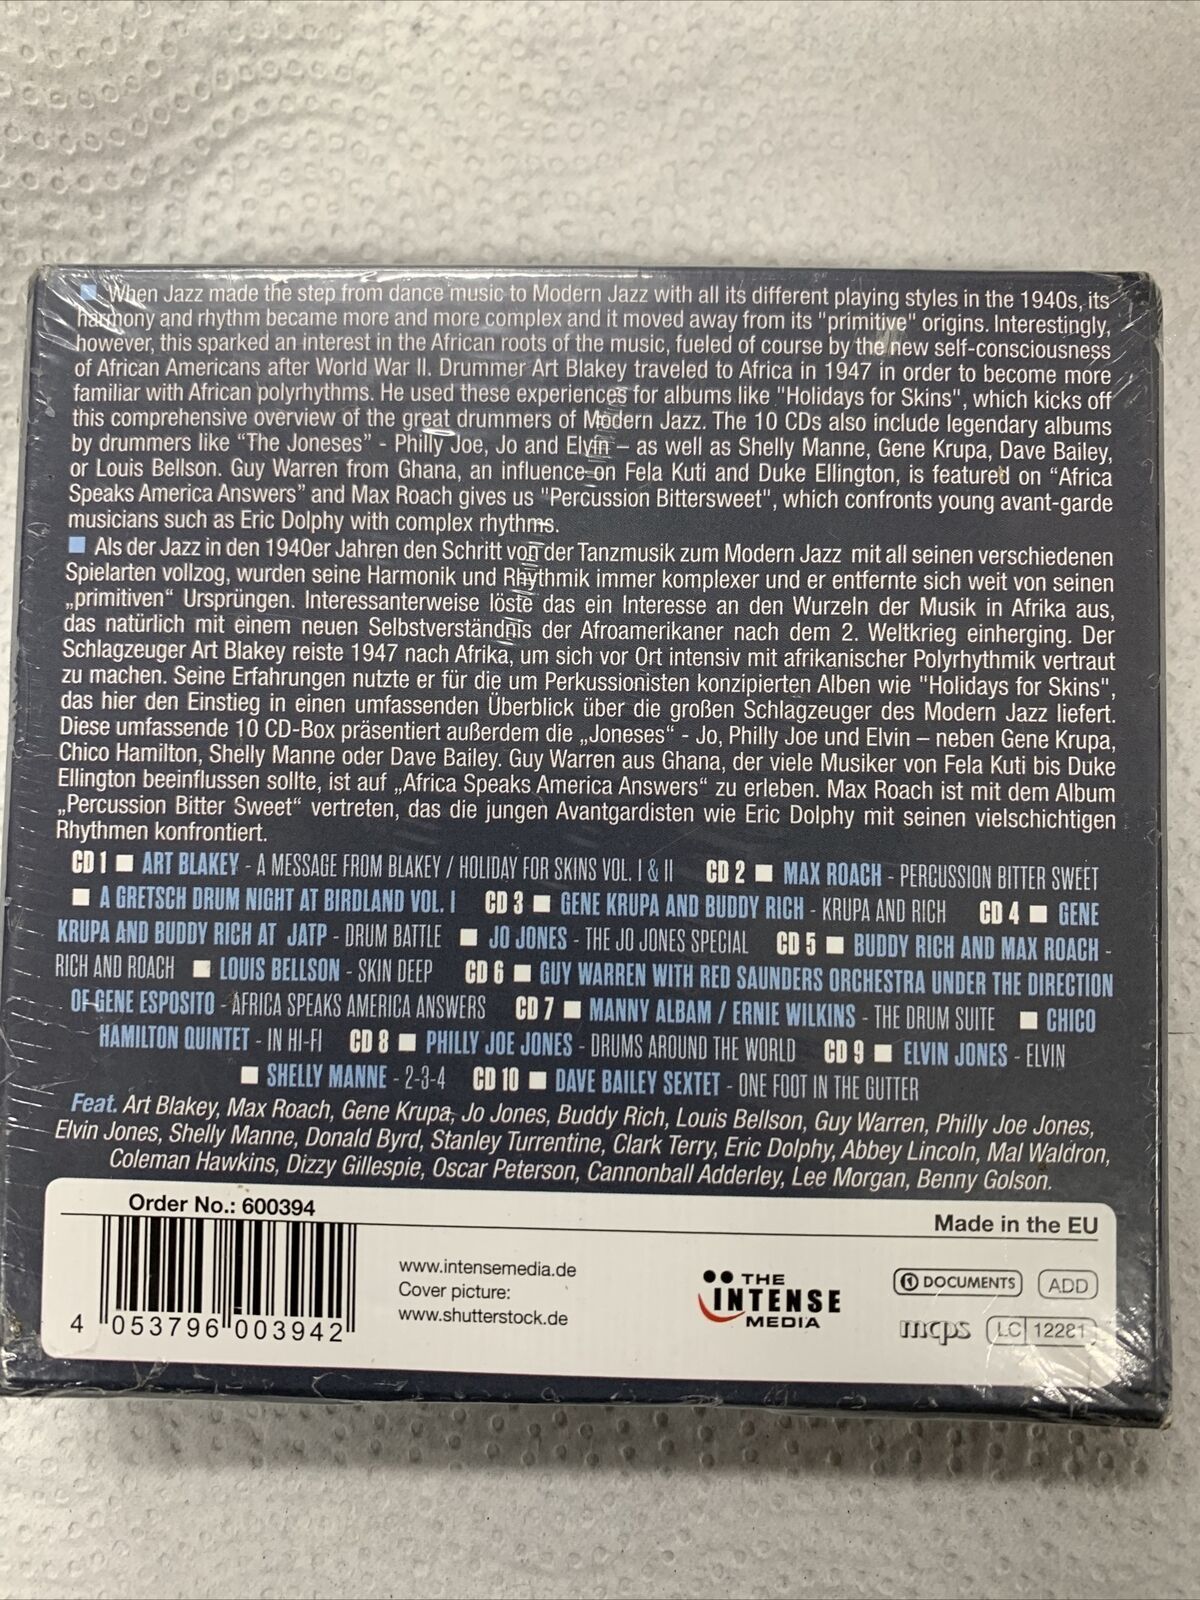 ■ When Jazz made the step from dance music to Modern Jazz with all its different playing styles in the 1940s, its
harmony and rhythm became more and more complex and it moved away from its "primitive" origins. Interestingly,
however, this sparked an interest in the African roots of the music, fueled of course by the new self-consciousness
of African Americans after World War II. Drummer Art Blakey traveled to Africa in 1947 in order to become more
familiar with African polyrhythms. He used these experiences for albums like "Holidays for Skins", which kicks off
this comprehensive overview of the great drummers of Modern Jazz. The 10 CDs also include legendary albums
by drummers like “The Joneses” - Philly Joe, Jo and Elvin – as well as Shelly Manne, Gene Krupa, Dave Bailey,
or Louis Bellson. Guy Warren from Ghana, an influence on Fela Kuti and Duke Ellington, is featured on “Africa
Speaks America Answers” and Max Roach gives us "Percussion Bittersweet", which confronts young avant-garde
musicians such as Eric Dolphy with complex rhythms.
■ Als der Jazz in den 1940er Jahren den Schritt von der Tanzmusik zum Modern Jazz mit all seinen verschiedenen
Spielarten vollzog, wurden seine Harmonik und Rhythmik immer komplexer und er entfernte sich weit von seinen
„primitiven“ Ursprüngen. Interessanterweise löste das ein Interesse an den Wurzeln der Musik in Afrika aus,
das natürlich mit einem neuen Selbstverständnis der Afroamerikaner nach dem 2. Weltkrieg einherging. Der
Schlagzeuger Art Blakey reiste 1947 nach Afrika, um sich vor Ort intensiv mit afrikanischer Polyrhythmik vertraut
zu machen. Seine Erfahrungen nutzte er für die um Perkussionisten konzipierten Alben wie "Holidays for Skins",
das hier den Einstieg in einen umfassenden Überblick über die großen Schlagzeuger des Modern Jazz liefert.
Diese umfassende 10 CD-Box präsentiert außerdem die „Joneses“ - Jo, Philly Joe und Elvin – neben Gene Krupa,
Chico Hamilton, Shelly Manne oder Dave Bailey. Guy Warren aus Ghana, der viele Musiker von Fela Kuti bis Duke
Ellington beeinflussen sollte, ist auf „Africa Speaks America Answers“ zu erleben. Max Roach ist mit dem Album
„Percussion Bitter Sweet“ vertreten, das die jungen Avantgardisten wie Eric Dolphy mit seinen vielschichtigen
Rhythmen konfrontiert.
CD 1 ■ ART BLAKEY - A MESSAGE FROM BLAKEY / HOLIDAY FOR SKINS VOL. I & II CD 2 ■ MAX ROACH - PERCUSSION BITTER SWEET
■ A GRETSCH DRUM NIGHT AT BIRDLAND VOL. I CD 3 ■ GENE KRUPA AND BUDDY RICH - KRUPA AND RICH CD 4 ■ GENE
KRUPA AND BUDDY RICH AT JATP - DRUM BATTLE ■ JO JONES - THE JO JONES SPECIAL CD 5 ■ BUDDY RICH AND MAX ROACH -
RICH AND ROACH ■ LOUIS BELLSON - SKIN DEEP CD 6 ■ GUY WARREN WITH RED SAUNDERS ORCHESTRA UNDER THE DIRECTION
OF GENE ESPOSITO - AFRICA SPEAKS AMERICA ANSWERS CD 7 ■ MANNY ALBAM / ERNIE WILKINS - THE DRUM SUITE ■ CHICO
HAMILTON QUINTET - IN HI-FI CD 8 ■ PHILLY JOE JONES - DRUMS AROUND THE WORLD CD 9 ■ ELVIN JONES - ELVIN
■ SHELLY MANNE - 2-3-4 CD 10 ■ DAVE BAILEY SEXTET - ONE FOOT IN THE GUTTER
Feat. Art Blakey, Max Roach, Gene Krupa, Jo Jones, Buddy Rich, Louis Bellson, Guy Warren, Philly Joe Jones,
Elvin Jones, Shelly Manne, Donald Byrd, Stanley Turrentine, Clark Terry, Eric Dolphy, Abbey Lincoln, Mal Waldron,
Coleman Hawkins, Dizzy Gillespie, Oscar Peterson, Cannonball Adderley, Lee Morgan, Benny Golson.
Order No.: 600394
Made in the EU
4 053796 003942
www.intensemedia.de
Cover picture:
www.shutterstock.de
THE
INTENSE
MEDIA
DOCUMENTS
ADD
mcps
LC 12281